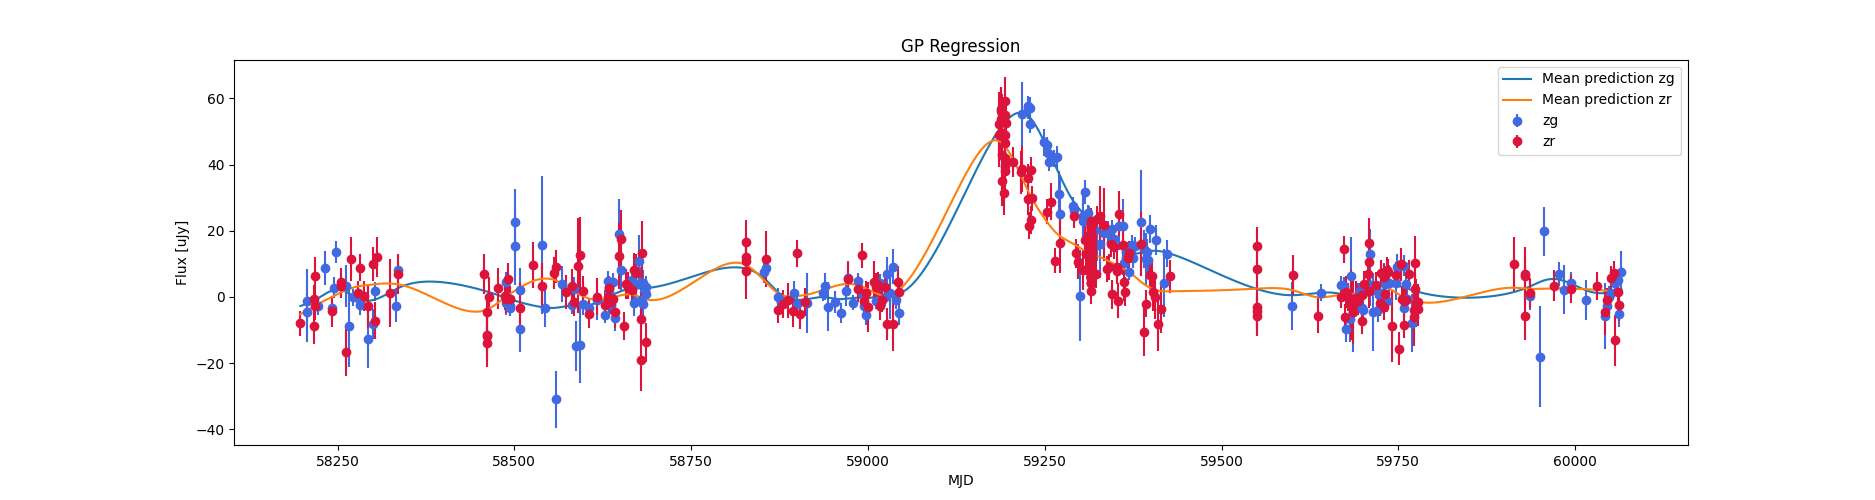 GP Regression
Flux [uJy]
60
40
20
0
−20
−40
58250
58500
58750
59000
59250
59500
59750
60000
MJD
Mean prediction zg
Mean prediction zr
zg
zr